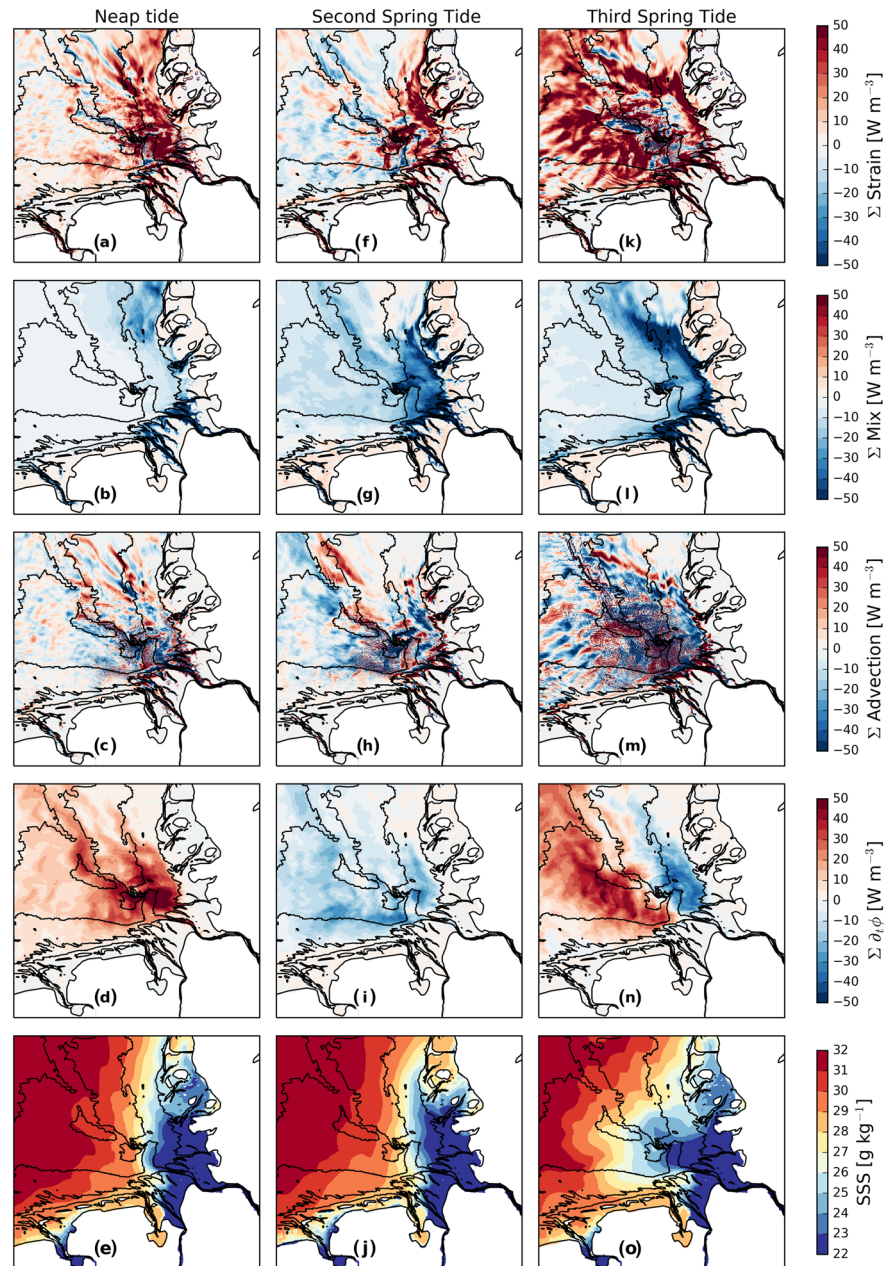 Neap tide
Second Spring Tide
Third Spring Tide
(a)
(f)
(k)
50
40
30
20
10
0
−10
−20
−30
−40
−50
Σ Strain [W m⁻³]
(b)
(g)
(l)
50
40
30
20
10
0
−10
−20
−30
−40
−50
Σ Mix [W m⁻³]
(c)
(h)
(m)
50
40
30
20
10
0
−10
−20
−30
−40
−50
Σ Advection [W m⁻³]
(d)
(i)
(n)
50
40
30
20
10
0
−10
−20
−30
−40
−50
Σ ∂ₜϕ [W m⁻³]
(e)
(j)
(o)
32
31
30
29
28
27
26
25
24
23
22
SSS [g kg⁻¹]